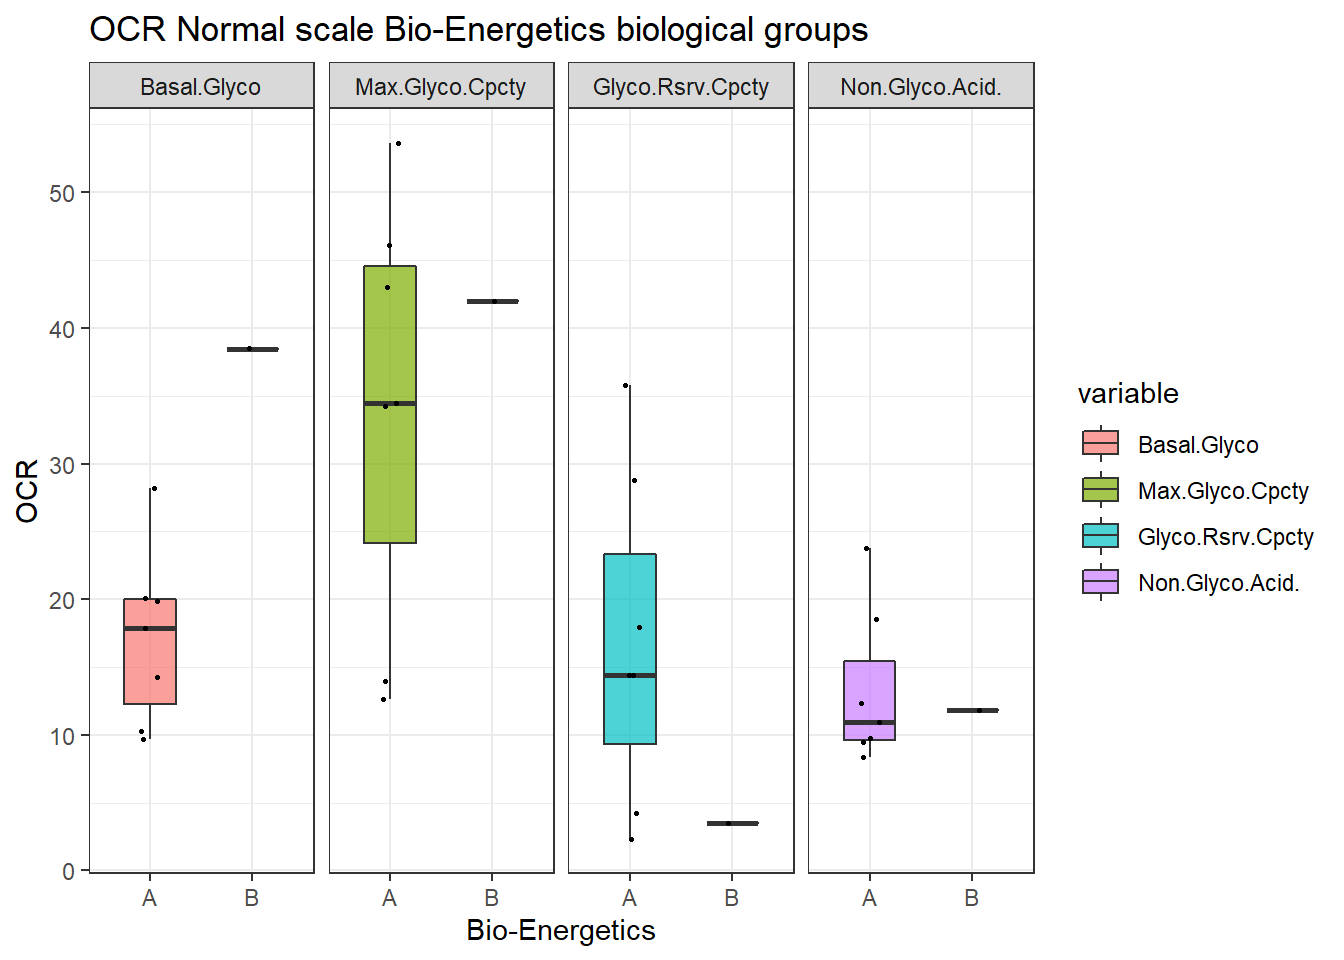 OCR Normal scale Bio-Energetics biological groups
Basal.Glyco Max.Glyco.Cpcty Glyco.Rsrv.Cpcty Non.Glyco.Acid.
50
40
30
20
10
0
OCR
A B A B A B A B
Bio-Energetics
variable
Basal.Glyco
Max.Glyco.Cpcty
Glyco.Rsrv.Cpcty
Non.Glyco.Acid.